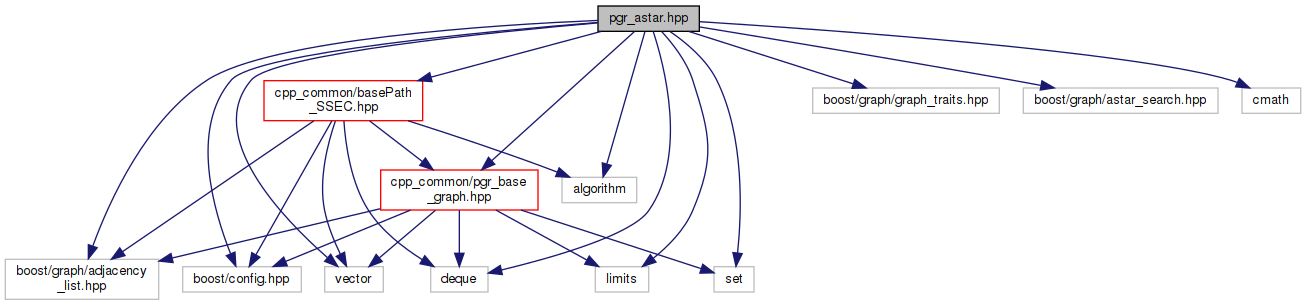 pgr_astar.hpp
cpp_common/basePath
_SSEC.hpp
boost/graph/graph_traits.hpp
boost/graph/astar_search.hpp
cmath
cpp_common/pgr_base
_graph.hpp
algorithm
boost/graph/adjacency
_list.hpp
boost/config.hpp
vector
deque
limits
set